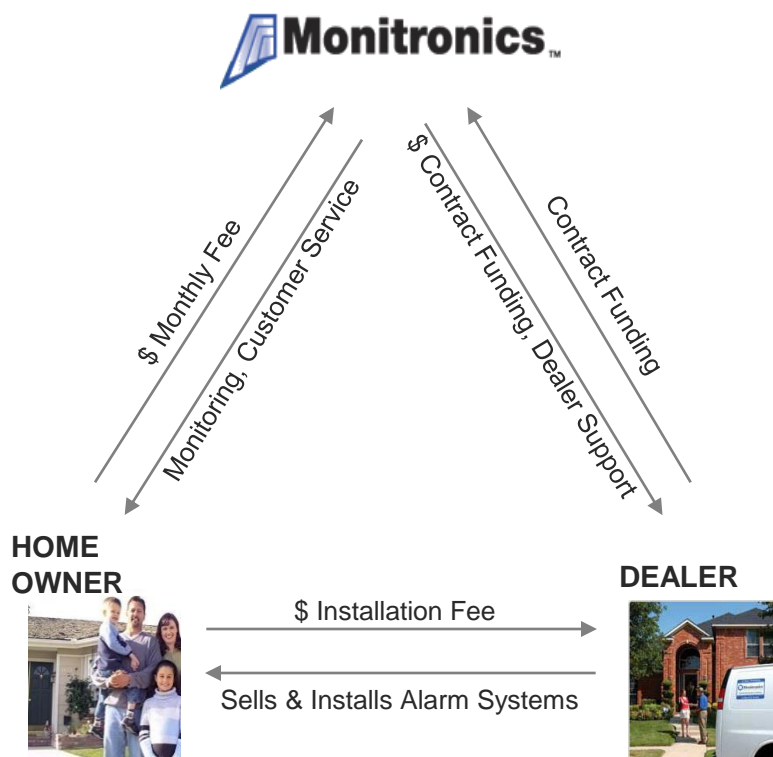 Monitronics™
$ Monthly Fee
Monitoring, Customer Service
$ Contract Funding, Dealer Support
Contract Funding
HOME
OWNER
DEALER
$ Installation Fee
Sells & Installs Alarm Systems
Monitronics